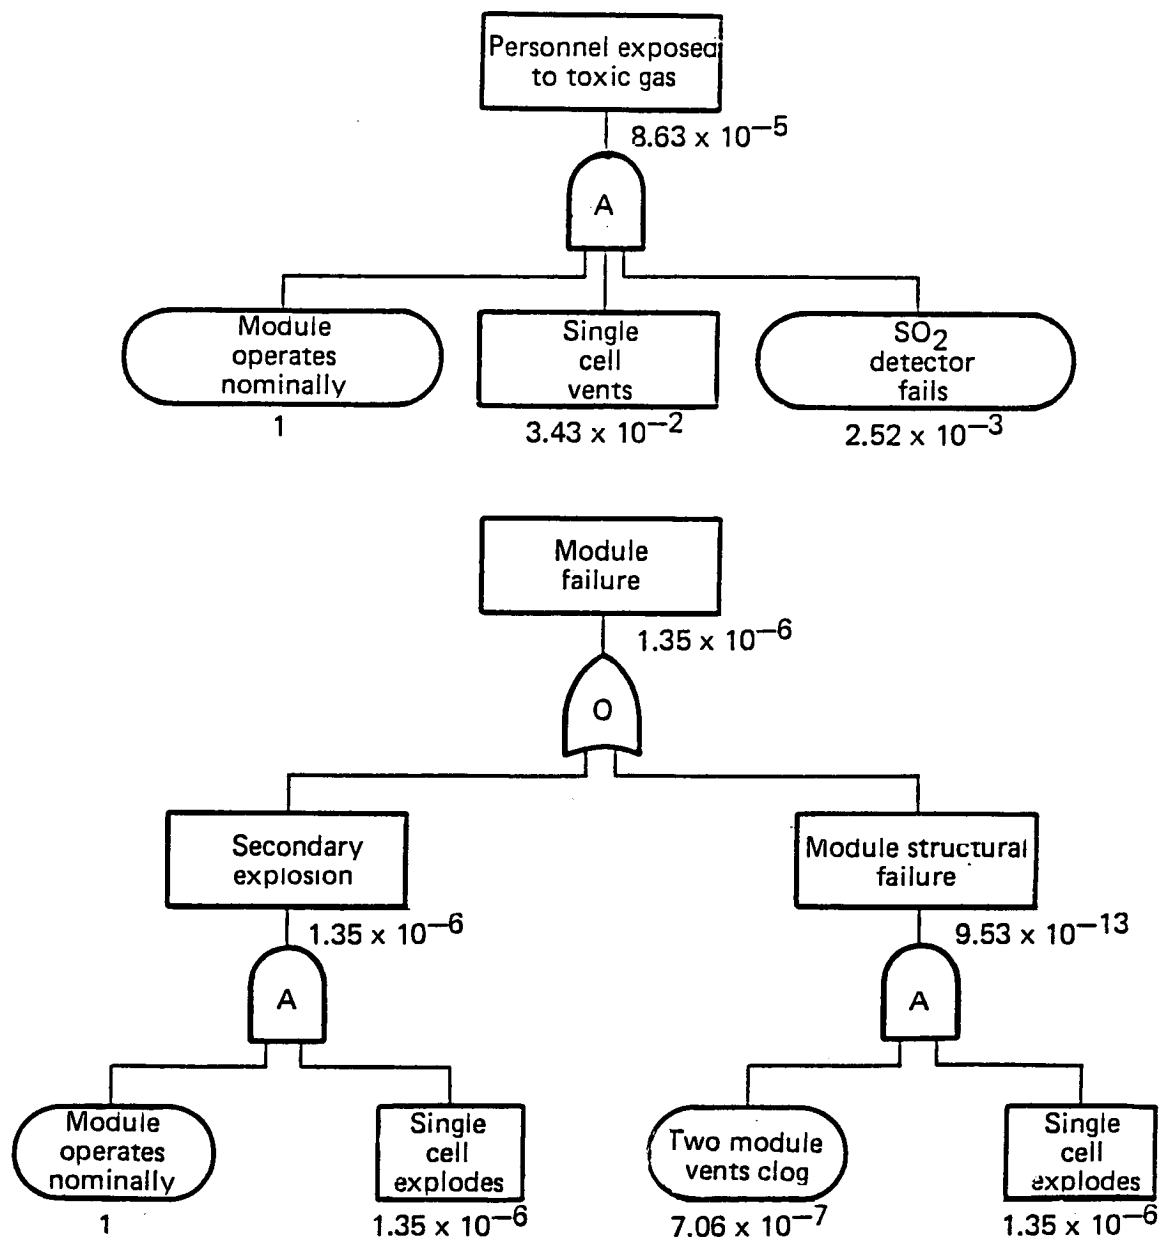 Personnel exposed
to toxic gas
8.63 x 10–5
A
Module
operates
nominally
1
Single
cell
vents
3.43 x 10–2
SO2
detector
fails
2.52 x 10–3
Module
failure
1.35 x 10–6
O
Secondary
explosion
1.35 x 10–6
A
Module structural
failure
9.53 x 10–13
A
Module
operates
nominally
1
Single
cell
explodes
1.35 x 10–6
Two module
vents clog
7.06 x 10–7
Single
cell
explodes
1.35 x 10–6